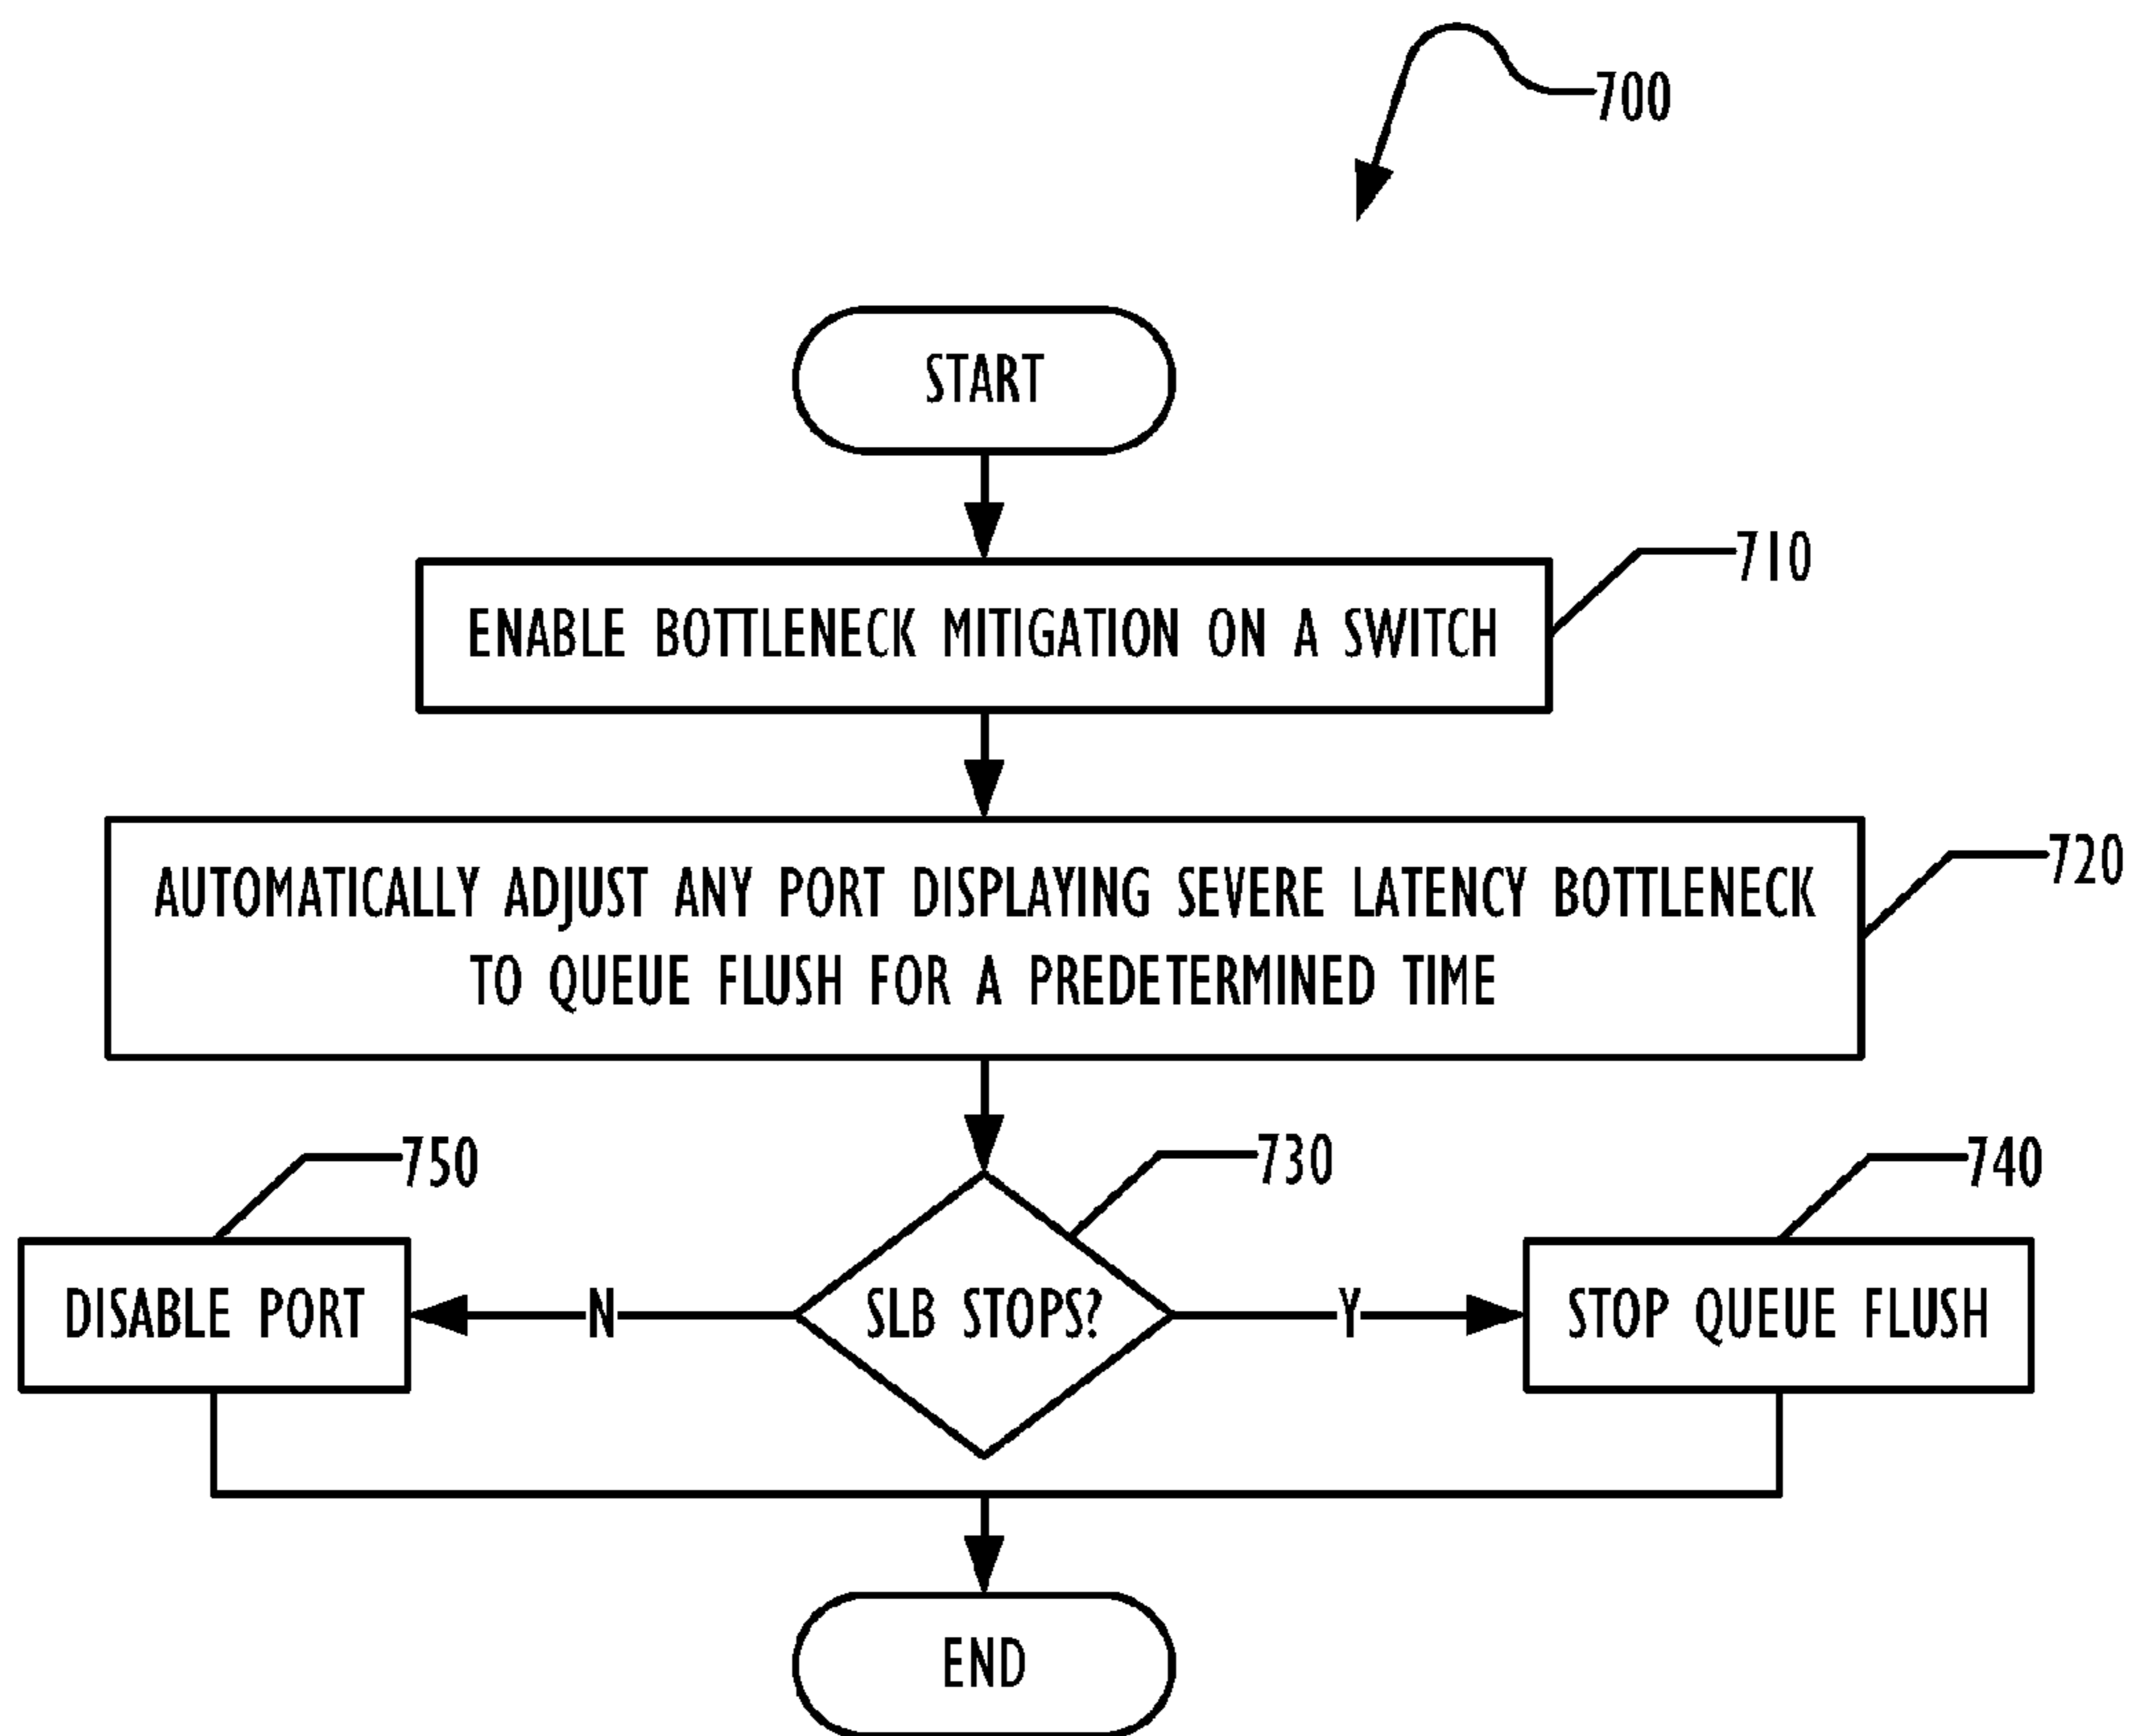 700
START
710
ENABLE BOTTLENECK MITIGATION ON A SWITCH
720
AUTOMATICALLY ADJUST ANY PORT DISPLAYING SEVERE LATENCY BOTTLENECK
TO QUEUE FLUSH FOR A PREDETERMINED TIME
750
730
740
DISABLE PORT
N
SLB STOPS?
Y
STOP QUEUE FLUSH
END